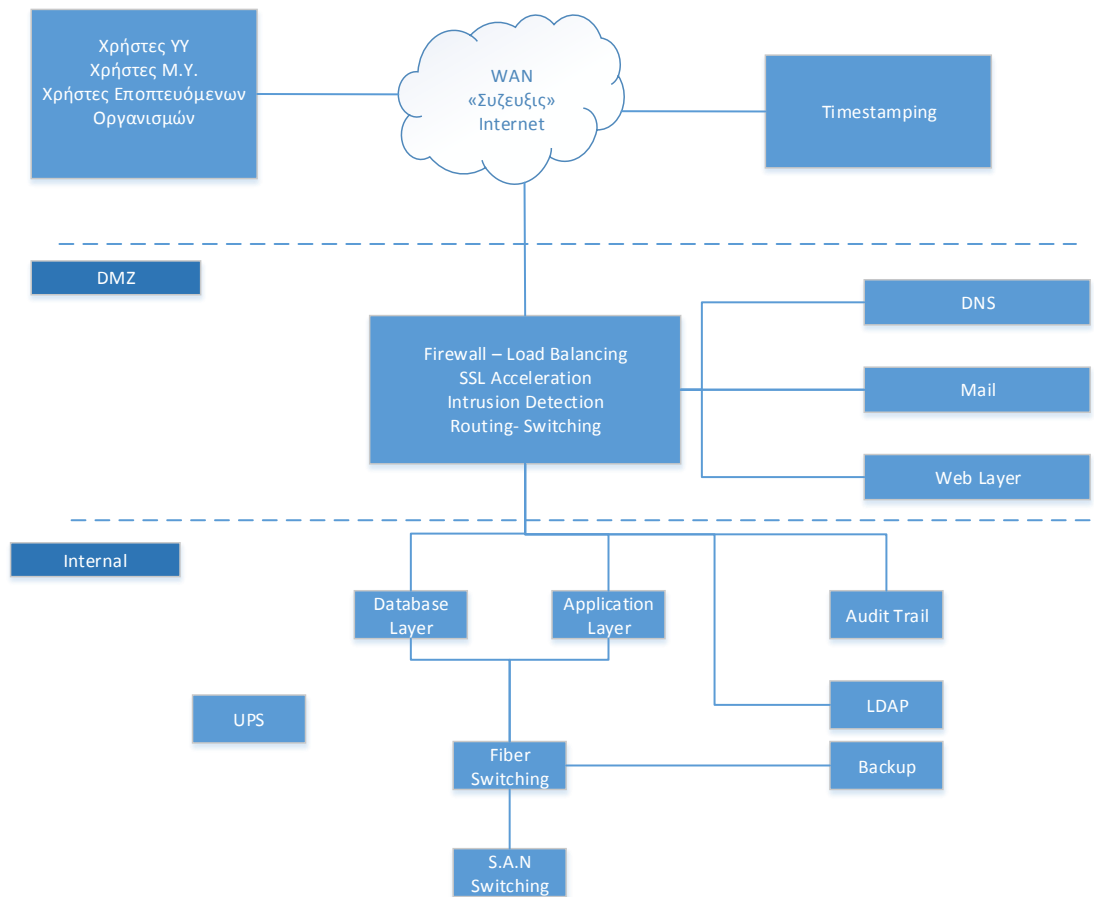 Χρήστες ΥΥ
Χρήστες Μ.Υ.
Χρήστες Εποπτευόμενων
Οργανισμών
WAN
«Συζευξις»
Internet
Timestamping
DMZ
DNS
Firewall – Load Balancing
SSL Acceleration
Intrusion Detection
Routing- Switching
Mail
Web Layer
Internal
Database
Layer
Application
Layer
Audit Trail
UPS
LDAP
Fiber
Switching
Backup
S.A.N
Switching